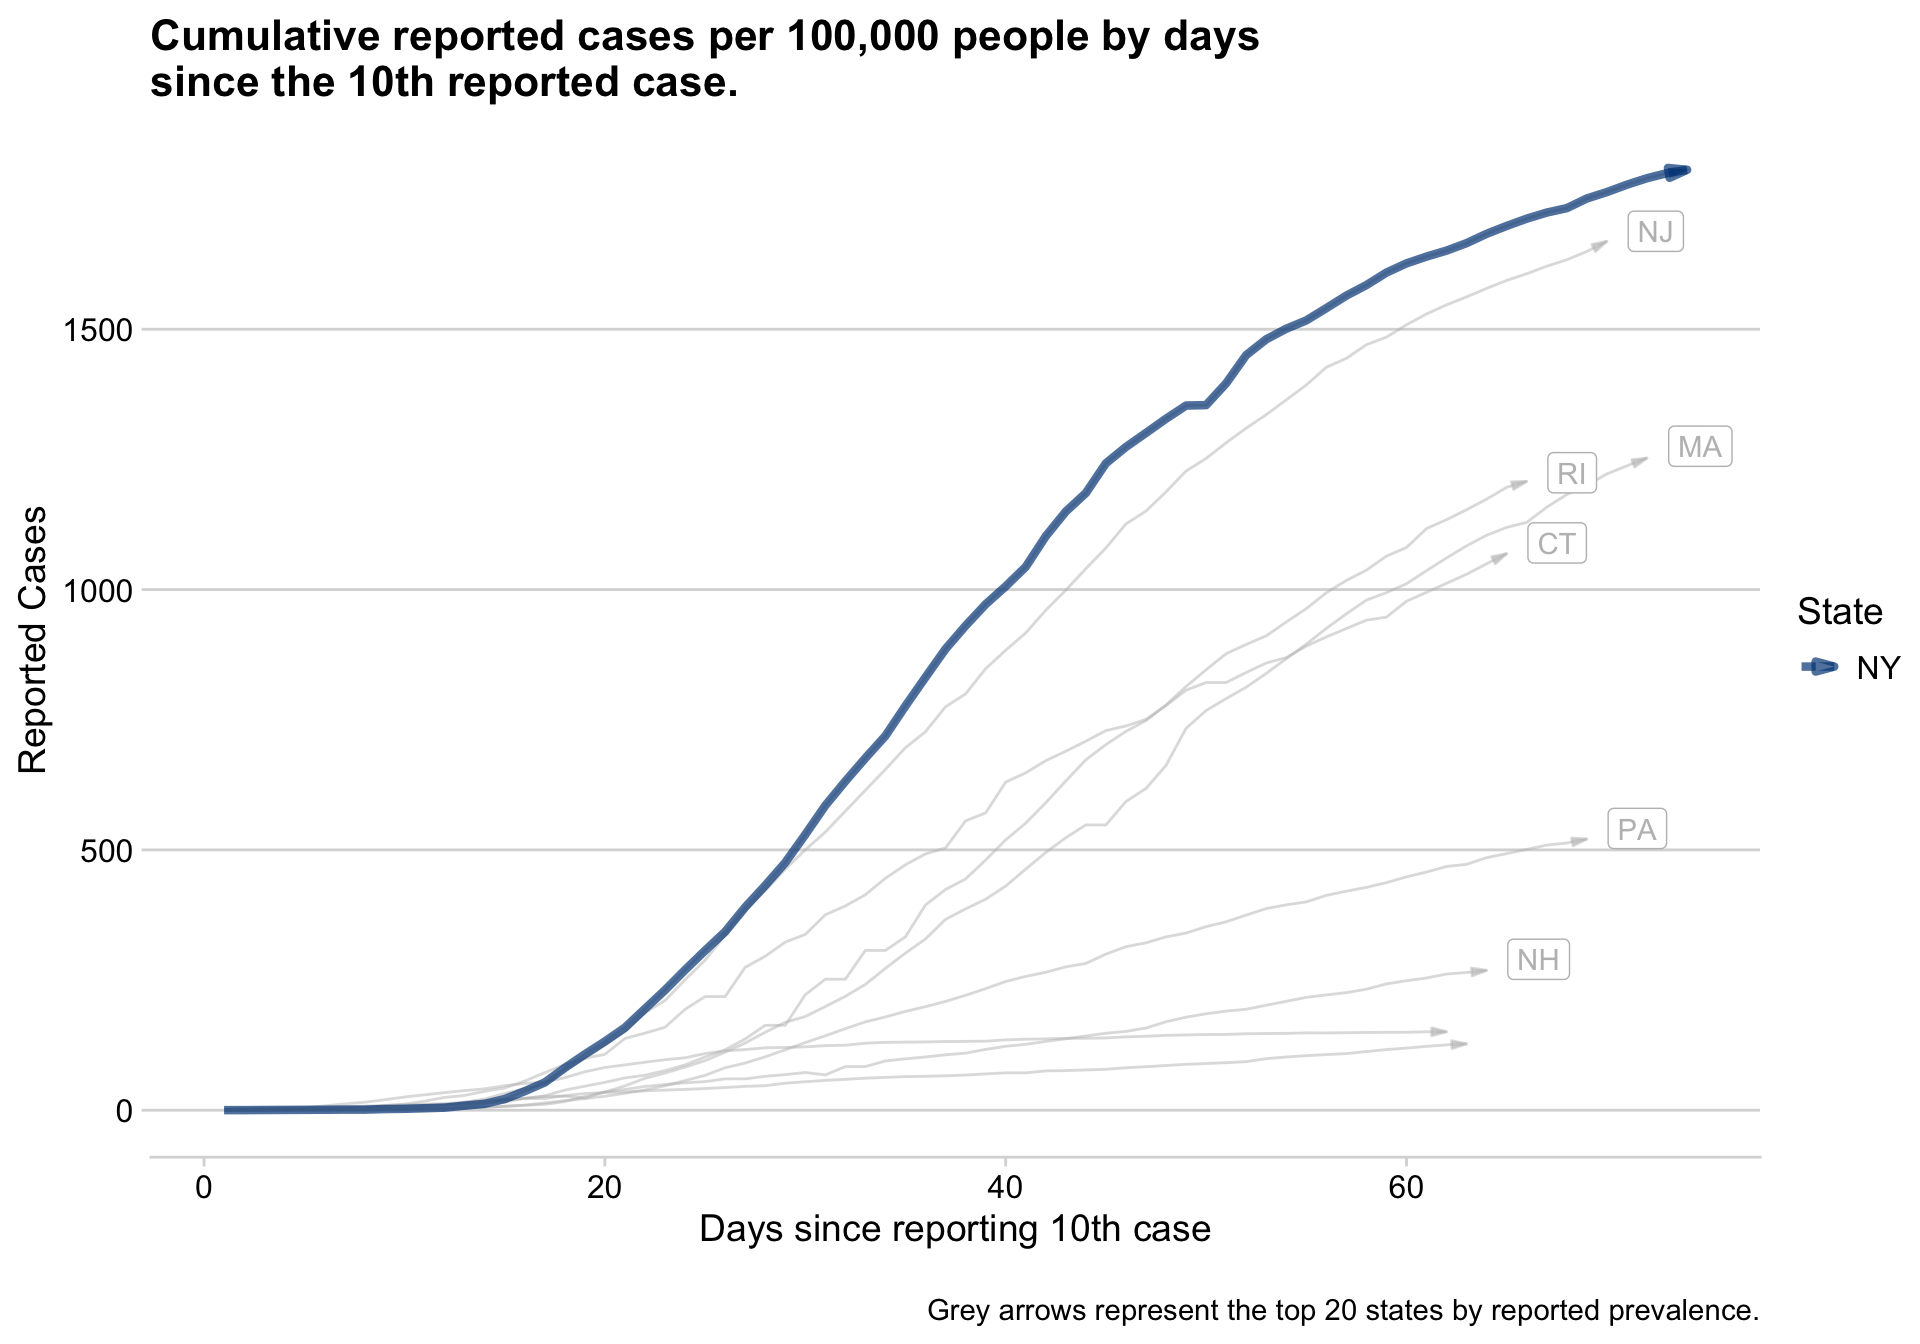 Cumulative reported cases per 100,000 people by days
since the 10th reported case.
NJ
1500
MA
RI
CT
Reported Cases
1000
State
NY
PA
500
NH
0
0 20 40 60
Days since reporting 10th case
Grey arrows represent the top 20 states by reported prevalence.